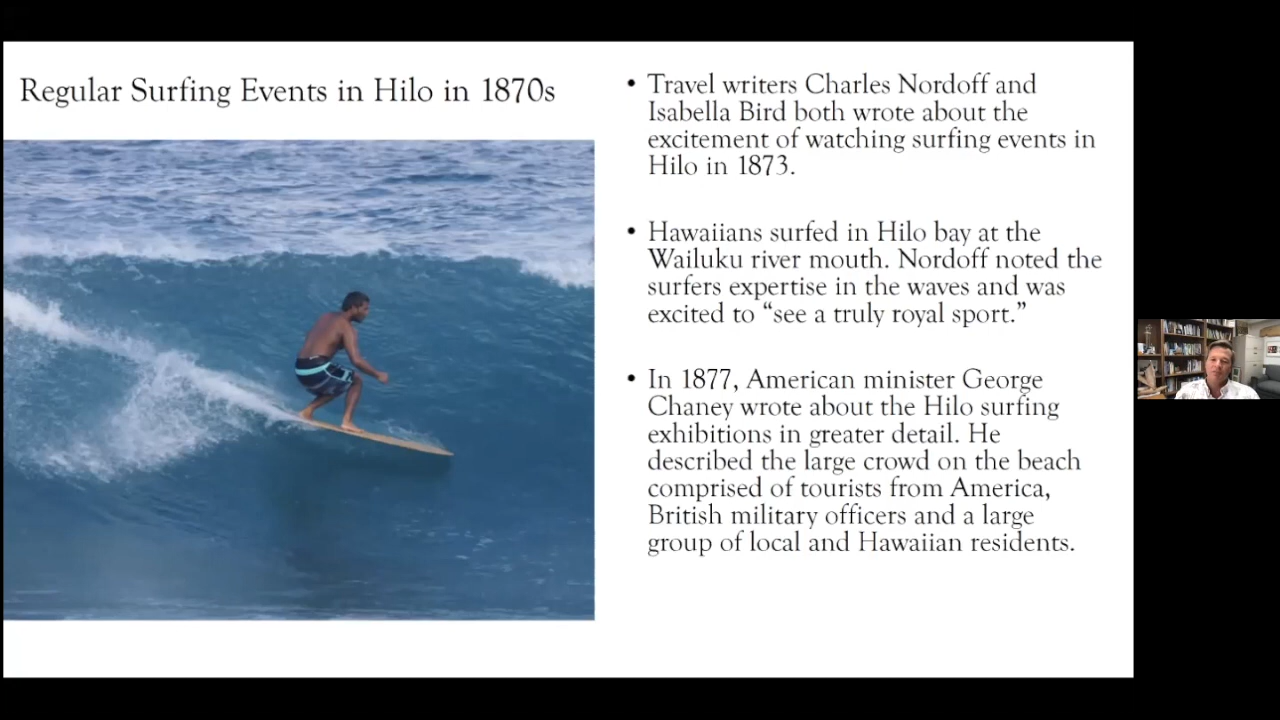 Regular Surfing Events in Hilo in 1870s
• Travel writers Charles Nordoff and
Isabella Bird both wrote about the
excitement of watching surfing events in
Hilo in 1873.
• Hawaiians surfed in Hilo bay at the
Wailuku river mouth. Nordoff noted the
surfers expertise in the waves and was
excited to “see a truly royal sport.”
• In 1877, American minister George
Chaney wrote about the Hilo surfing
exhibitions in greater detail. He
described the large crowd on the beach
comprised of tourists from America,
British military officers and a large
group of local and Hawaiian residents.